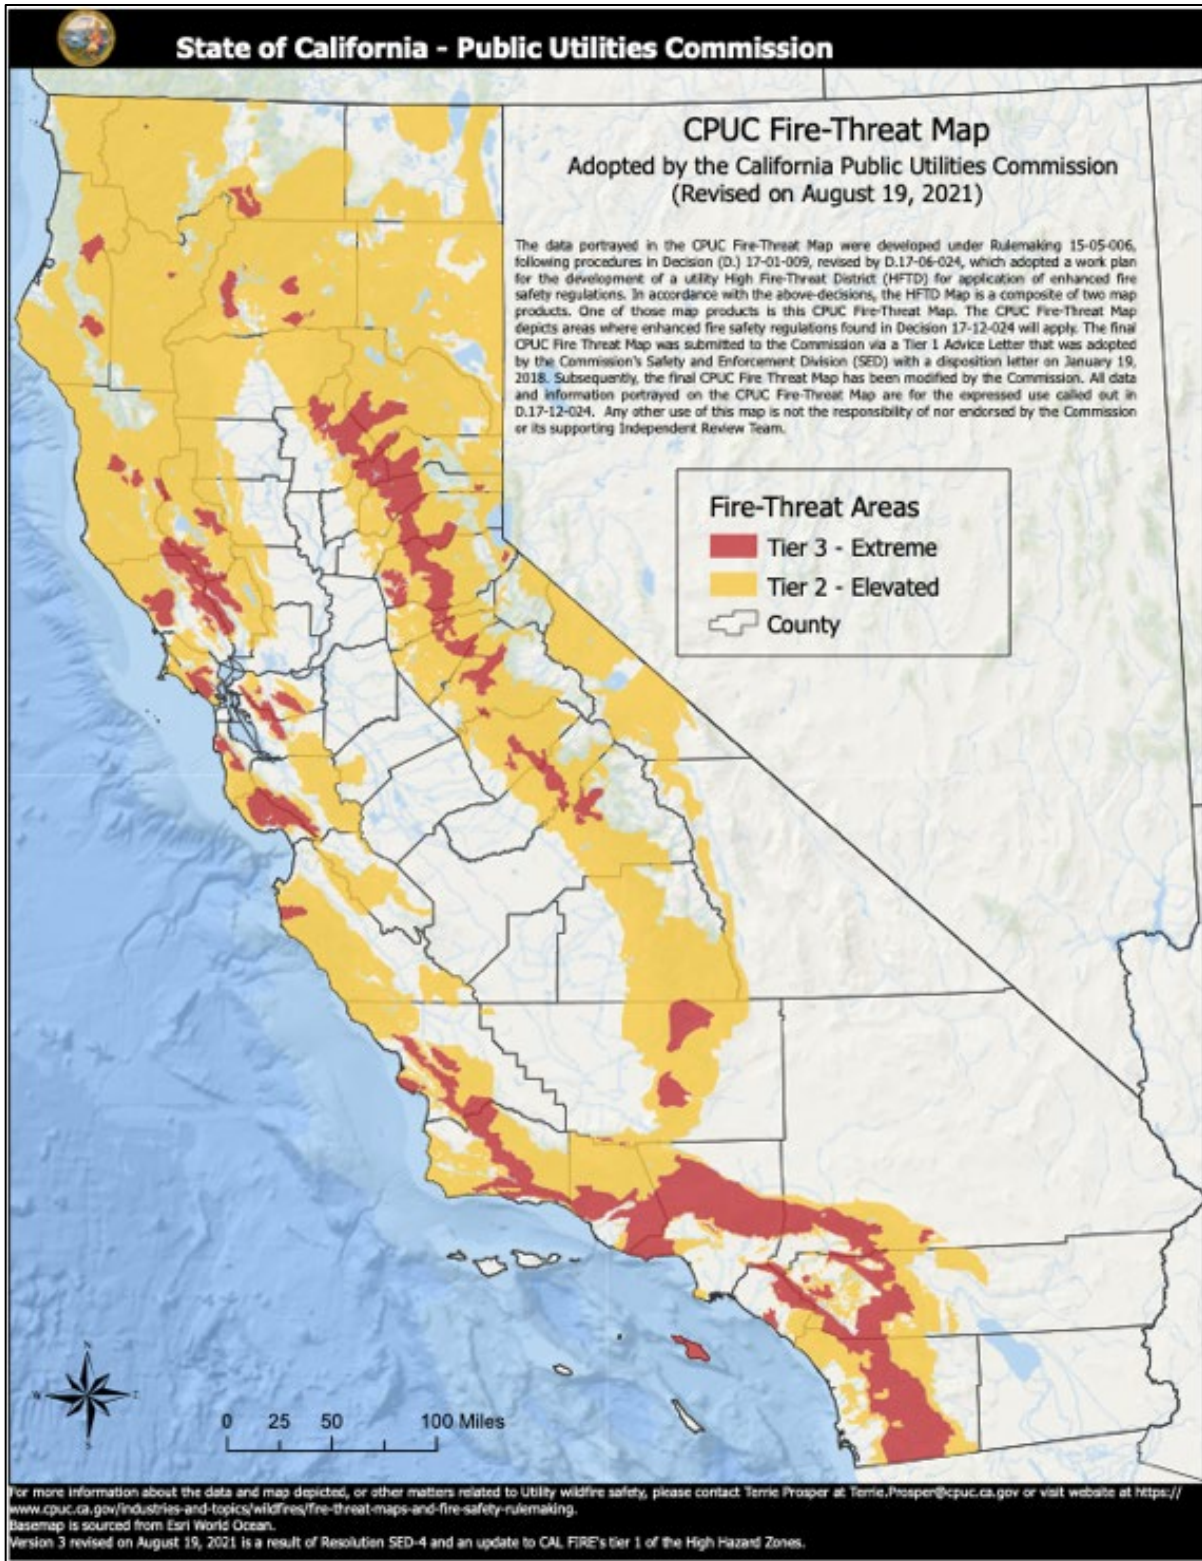 State of California - Public Utilities Commission
CPUC Fire-Threat Map
Adopted by the California Public Utilities Commission
(Revised on August 19, 2021)
The data portrayed in the CPUC Fire-Threat Map were developed under Rulemaking 15-05-006,
following procedures in Decision (D.) 17-01-009, revised by D.17-06-024, which adopted a work plan
for the development of a utility High Fire-Threat District (HFTD) for application of enhanced fire
safety regulations. In accordance with the above-decisions, the HFTD Map is a composite of two map
products. One of those map products is this CPUC Fire-Threat Map. The CPUC Fire-Threat Map
depicts areas where enhanced fire safety regulations found in Decision 17-12-024 will apply. The final
CPUC Fire Threat Map was submitted to the Commission via a Tier 1 Advice Letter that was adopted
by the Commission's Safety and Enforcement Division (SED) with a disposition letter on January 19,
2018. Subsequently, the final CPUC Fire Threat Map has been modified by the Commission. All data
and information portrayed on the CPUC Fire-Threat Map are for the expressed use called out in
D.17-12-024. Any other use of this map is not the responsibility of nor endorsed by the Commission
or its supporting Independent Review Team.
Fire-Threat Areas
Tier 3 - Extreme
Tier 2 - Elevated
County
N
W
E
S
0 25 50 100 Miles
For more information about the data and map depicted, or other matters related to Utility wildfire safety, please contact Terrie Prosper at Terrie.Prosper@cpuc.ca.gov or visit website at https://
www.cpuc.ca.gov/industries-and-topics/wildfires/fire-threat-maps-and-fire-safety-rulemaking.
Basemap is sourced from Esri World Ocean.
Version 3 revised on August 19, 2021 is a result of Resolution SED-4 and an update to CAL FIRE's tier 1 of the High Hazard Zones.